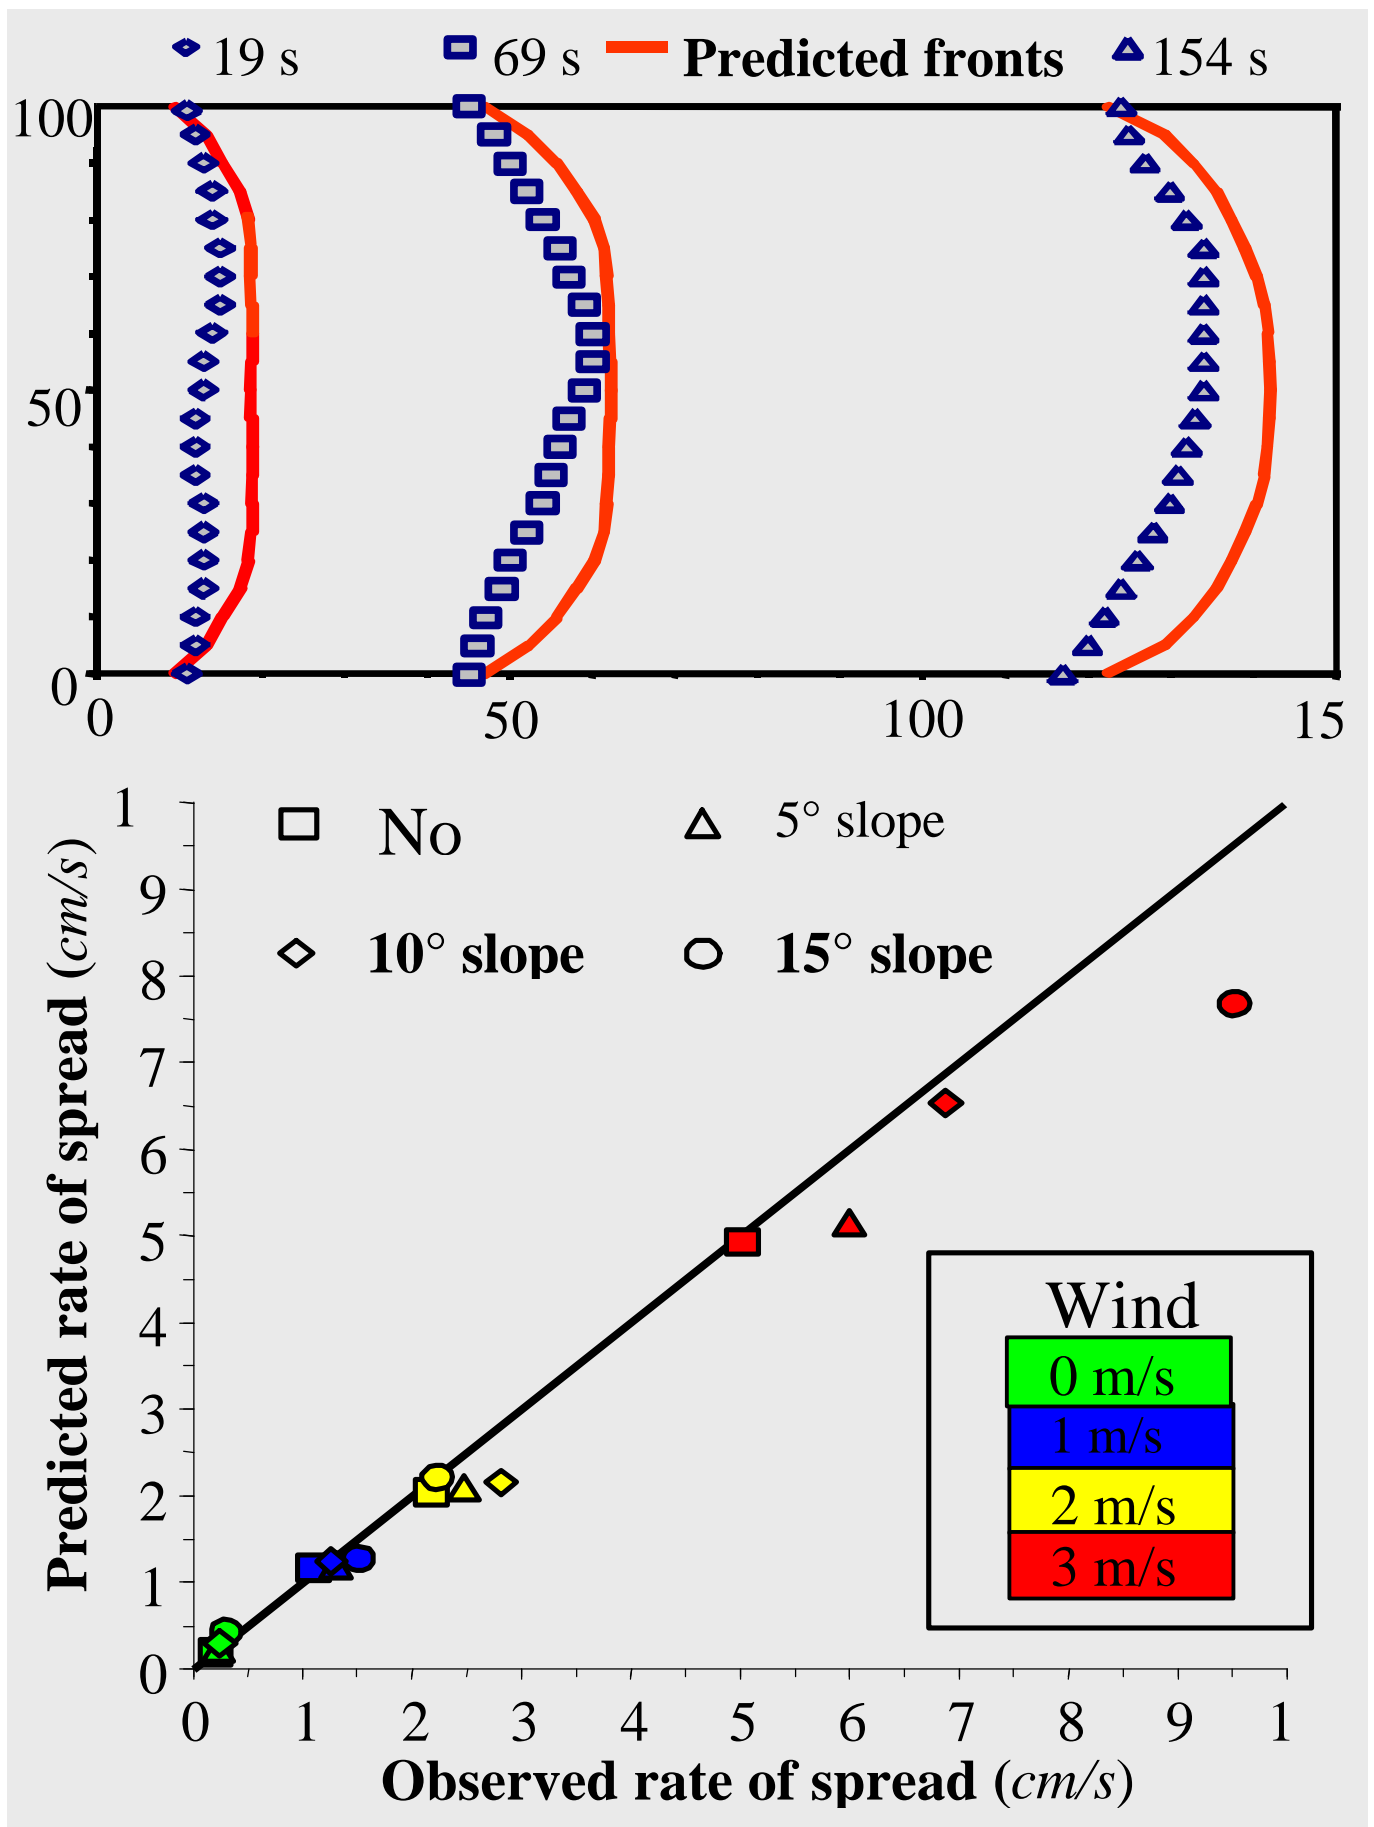 19 s 69 s Predicted fronts 154 s
100
50
0
0 50 100 15
1 No 5° slope
9
10° slope 15° slope
8
7
6
5
4
3
2
1
0
Predicted rate of spread (cm/s)
Wind
0 m/s
1 m/s
2 m/s
3 m/s
0 1 2 3 4 5 6 7 8 9 1
Observed rate of spread (cm/s)